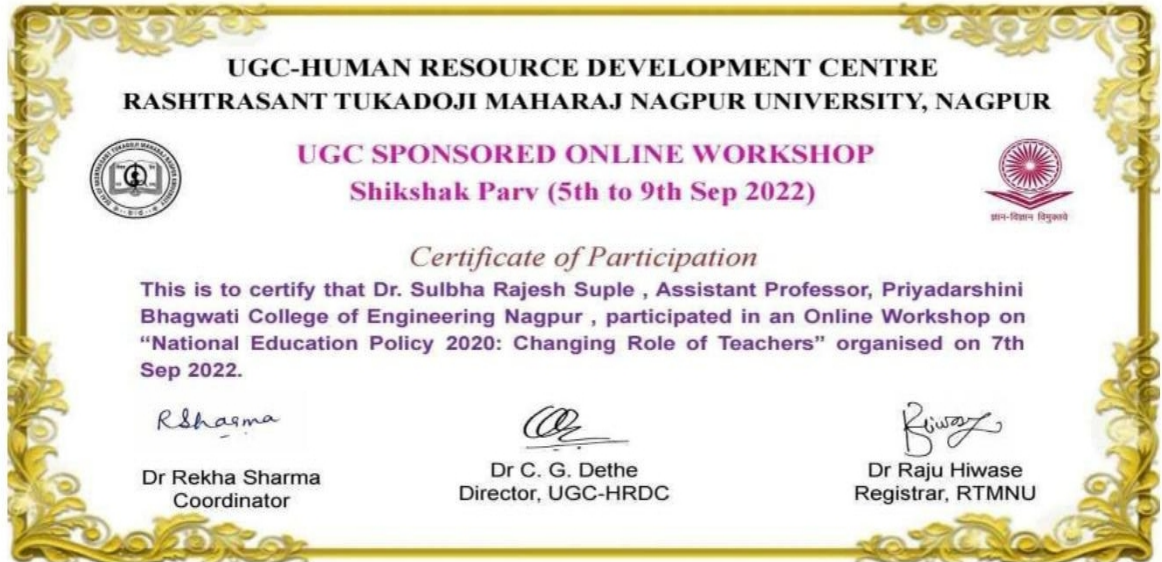 UGC-HUMAN RESOURCE DEVELOPMENT CENTRE
RASHTRASANT TUKADOJI MAHARAJ NAGPUR UNIVERSITY, NAGPUR
UGC SPONSORED ONLINE WORKSHOP
Shikshak Parv (5th to 9th Sep 2022)
ज्ञान-विज्ञान विमुक्तये
Certificate of Participation
This is to certify that Dr. Sulbha Rajesh Suple , Assistant Professor, Priyadarshini
Bhagwati College of Engineering Nagpur , participated in an Online Workshop on
“National Education Policy 2020: Changing Role of Teachers” organised on 7th
Sep 2022.
RSharma
Dr Rekha Sharma
Coordinator
Dr C. G. Dethe
Director, UGC-HRDC
Dr Raju Hiwase
Registrar, RTMNU